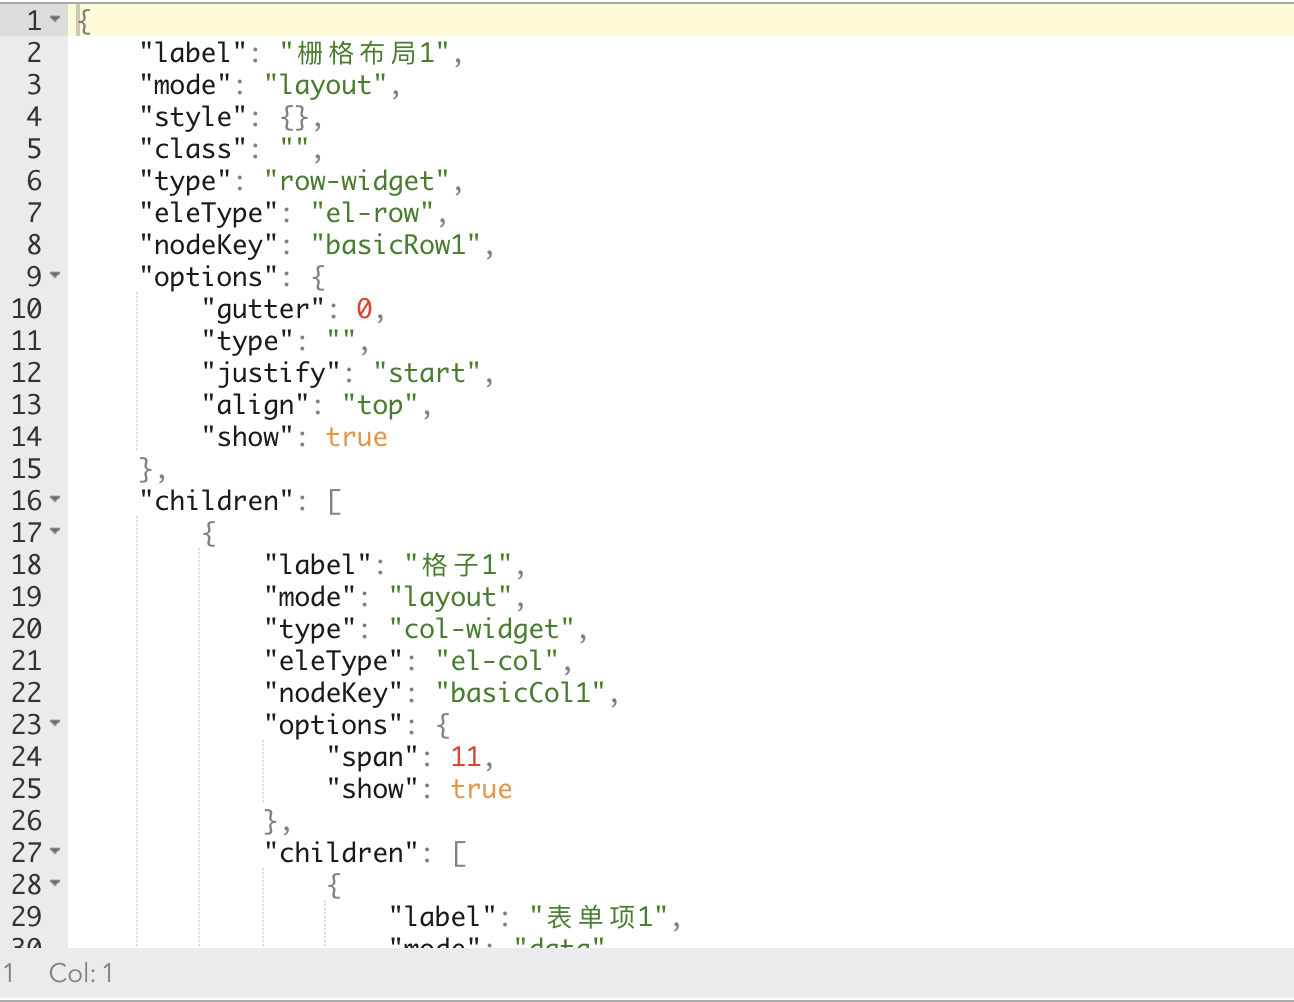 1 {
2 "label": "栅格布局1",
3 "mode": "layout",
4 "style": {},
5 "class": "",
6 "type": "row-widget",
7 "eleType": "el-row",
8 "nodeKey": "basicRow1",
9 "options": {
10 "gutter": 0,
11 "type": "",
12 "justify": "start",
13 "align": "top",
14 "show": true
15 },
16 "children": [
17 {
18 "label": "格子1",
19 "mode": "layout",
20 "type": "col-widget",
21 "eleType": "el-col",
22 "nodeKey": "basicCol1",
23 "options": {
24 "span": 11,
25 "show": true
26 },
27 "children": [
28 {
29 "label": "表单项1",
30 "mode": "data"
1 Col: 1